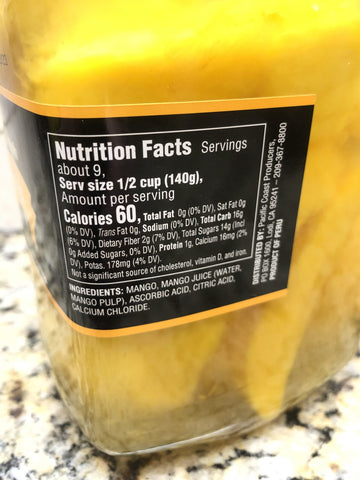 Nutrition Facts Servings
about 9,
Serv size 1/2 cup (140g),
Amount per serving
Calories 60, Total Fat 0g (0% DV), Sat Fat 0g
(0% DV), Trans Fat 0g, Sodium (0% DV), Total Carb 16g
(6% DV), Dietary Fiber 2g (7% DV), Total Sugars 14g (Incl
0g Added Sugars, 0% DV), Protein 1g, Calcium 16mg (2%
DV), Potas. 178mg (4% DV).
Not a significant source of cholesterol, vitamin D, and iron.
INGREDIENTS: MANGO, MANGO JUICE (WATER,
MANGO PULP), ASCORBIC ACID, CITRIC ACID,
CALCIUM CHLORIDE.
DISTRIBUTED BY: Pacific Coast Producers,
PO BOX 1600, Lodi, CA 95241 – 209-367-8800
PRODUCT OF PERU